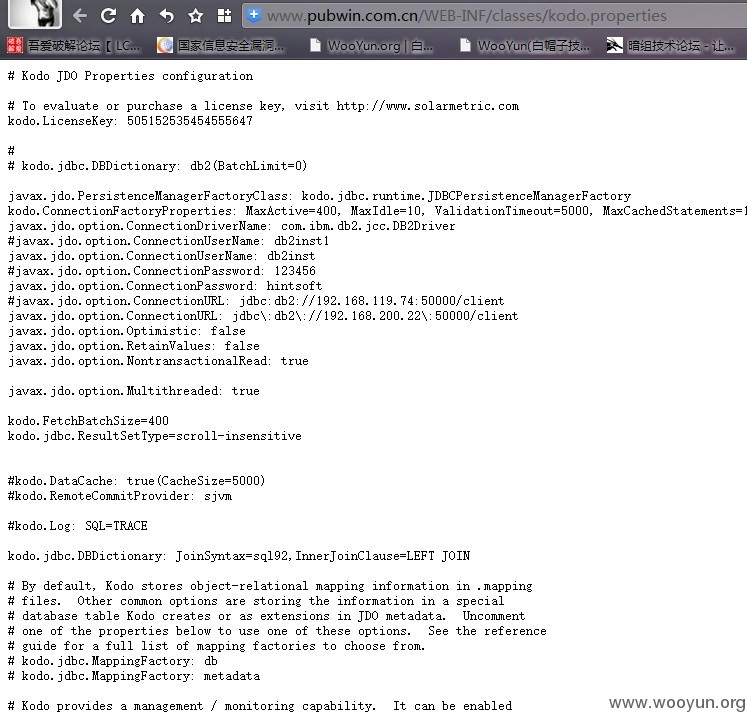 www.pubwin.com.cn/WEB-INF/classes/kodo.properties
吾爱破解论坛【 LC... 国家信息安全漏洞... WooYun.org | 白... WooYun(白帽子技... 暗组技术论坛 - 让...
# Kodo JDO Properties configuration
# To evaluate or purchase a license key, visit http://www.solarmetric.com
kodo.LicenseKey: 505152535454555647
#
# kodo.jdbc.DBDictionary: db2(BatchLimit=0)
javax.jdo.PersistenceManagerFactoryClass: kodo.jdbc.runtime.JDBCPersistenceManagerFactory
kodo.ConnectionFactoryProperties: MaxActive=400, MaxIdle=10, ValidationTimeout=5000, MaxCachedStatements=1
javax.jdo.option.ConnectionDriverName: com.ibm.db2.jcc.DB2Driver
#javax.jdo.option.ConnectionUserName: db2inst1
javax.jdo.option.ConnectionUserName: db2inst
#javax.jdo.option.ConnectionPassword: 123456
javax.jdo.option.ConnectionPassword: hintsoft
#javax.jdo.option.ConnectionURL: jdbc:db2://192.168.119.74:50000/client
javax.jdo.option.ConnectionURL: jdbc\:db2\://192.168.200.22\:50000/client
javax.jdo.option.Optimistic: false
javax.jdo.option.RetainValues: false
javax.jdo.option.NontransactionalRead: true
javax.jdo.option.Multithreaded: true
kodo.FetchBatchSize=400
kodo.jdbc.ResultSetType=scroll-insensitive
#kodo.DataCache: true(CacheSize=5000)
#kodo.RemoteCommitProvider: sjvm
#kodo.Log: SQL=TRACE
kodo.jdbc.DBDictionary: JoinSyntax=sql92,InnerJoinClause=LEFT JOIN
# By default, Kodo stores object-relational mapping information in .mapping
# files.  Other common options are storing the information in a special
# database table Kodo creates or as extensions in JDO metadata.  Uncomment
# one of the properties below to use one of these options.  See the reference
# guide for a full list of mapping factories to choose from.
# kodo.jdbc.MappingFactory: db
# kodo.jdbc.MappingFactory: metadata
# Kodo provides a management / monitoring capability.  It can be enabled
www.wooyun.org